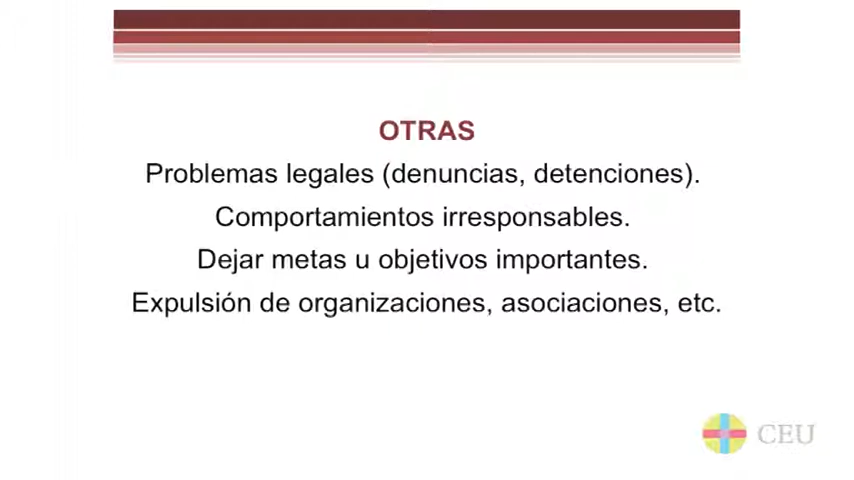 OTRAS
Problemas legales (denuncias, detenciones).
Comportamientos irresponsables.
Dejar metas u objetivos importantes.
Expulsión de organizaciones, asociaciones, etc.
CEU